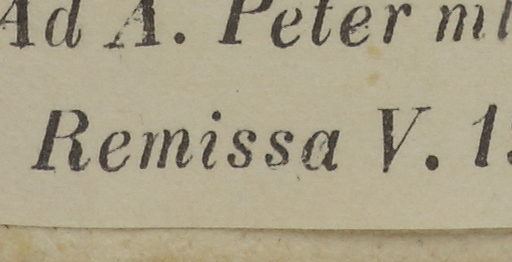 Ad A. Peter
Remissa V.